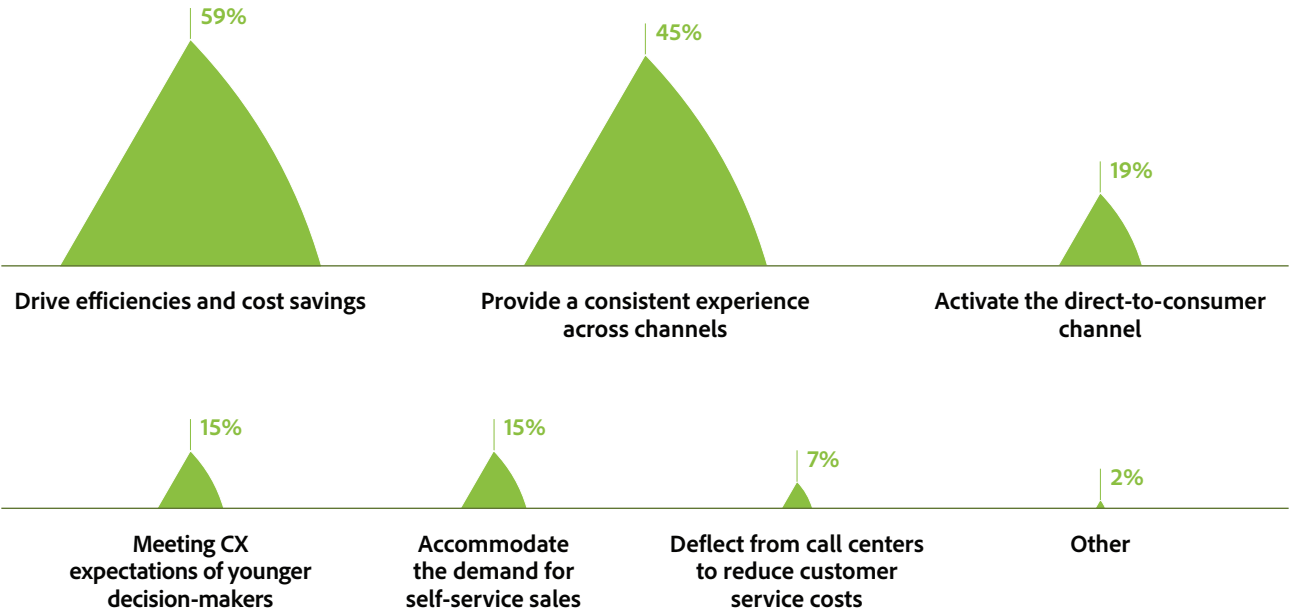 59%
45%
19%
Drive efficiencies and cost savings
Provide a consistent experience
across channels
Activate the direct-to-consumer
channel
15%
15%
7%
2%
Meeting CX
expectations of younger
decision-makers
Accommodate
the demand for
self-service sales
Deflect from call centers
to reduce customer
service costs
Other